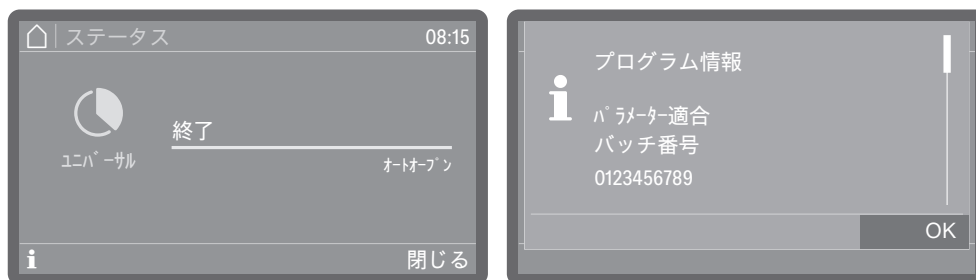 ステータス 08:15
終了
ユニバーサル
オートオープン
i 閉じる
プログラム情報
i
パラメーター適合
バッチ番号
0123456789
OK